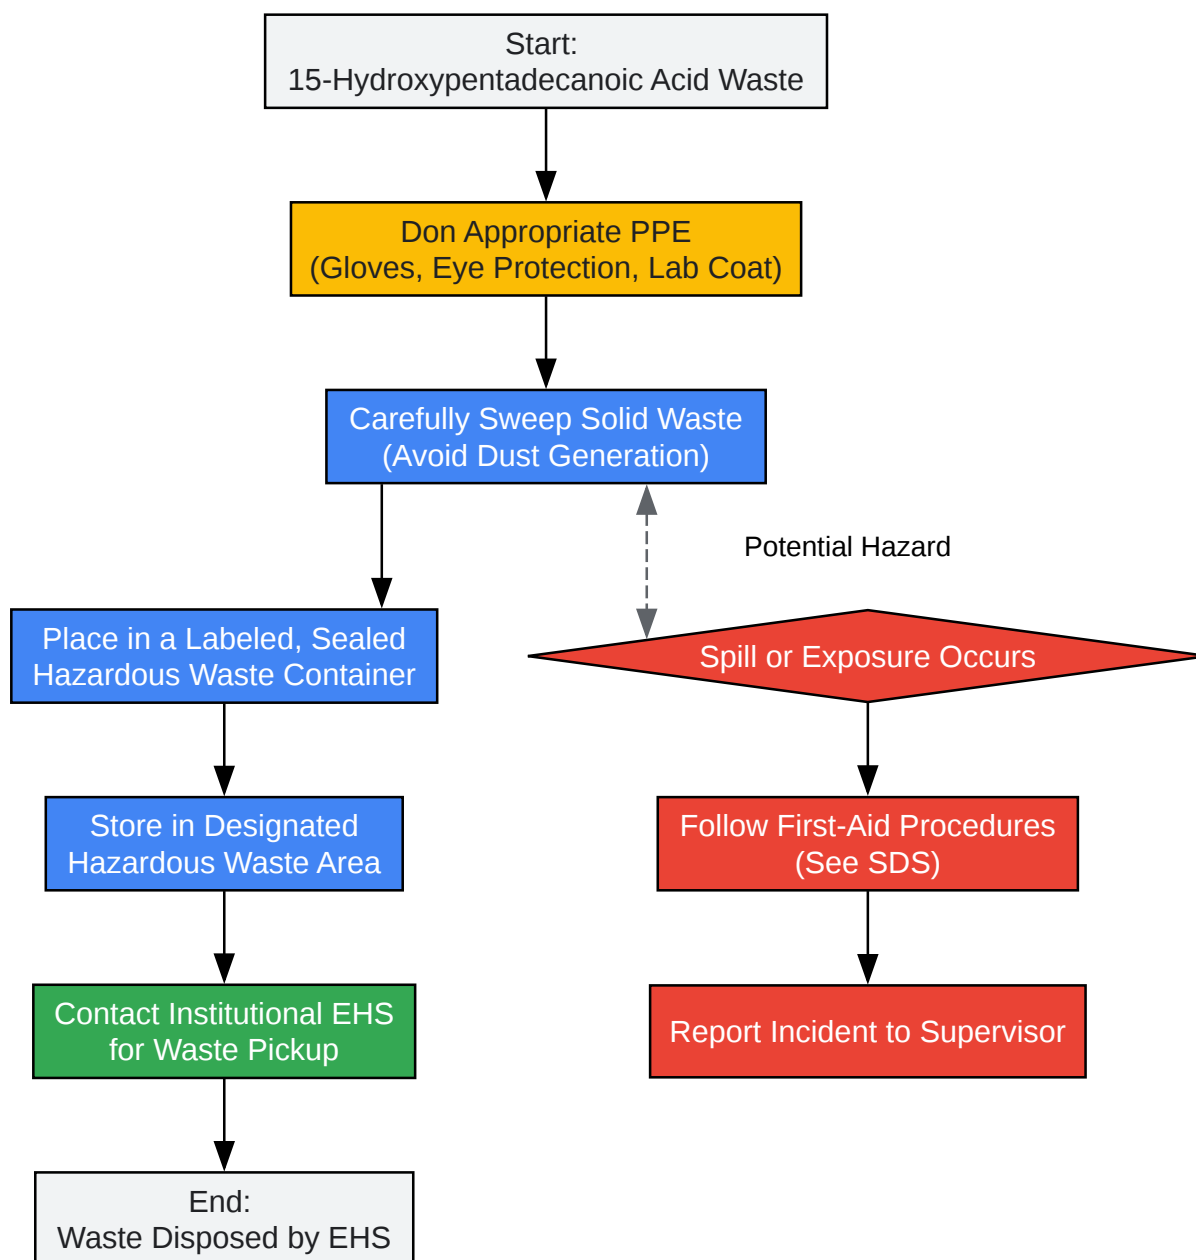 Start:
15-Hydroxypentadecanoic Acid Waste
Don Appropriate PPE
(Gloves, Eye Protection, Lab Coat)
Carefully Sweep Solid Waste
(Avoid Dust Generation)
Potential Hazard
Place in a Labeled, Sealed
Hazardous Waste Container
Spill or Exposure Occurs
Store in Designated
Hazardous Waste Area
Follow First-Aid Procedures
(See SDS)
Contact Institutional EHS
for Waste Pickup
Report Incident to Supervisor
End:
Waste Disposed by EHS